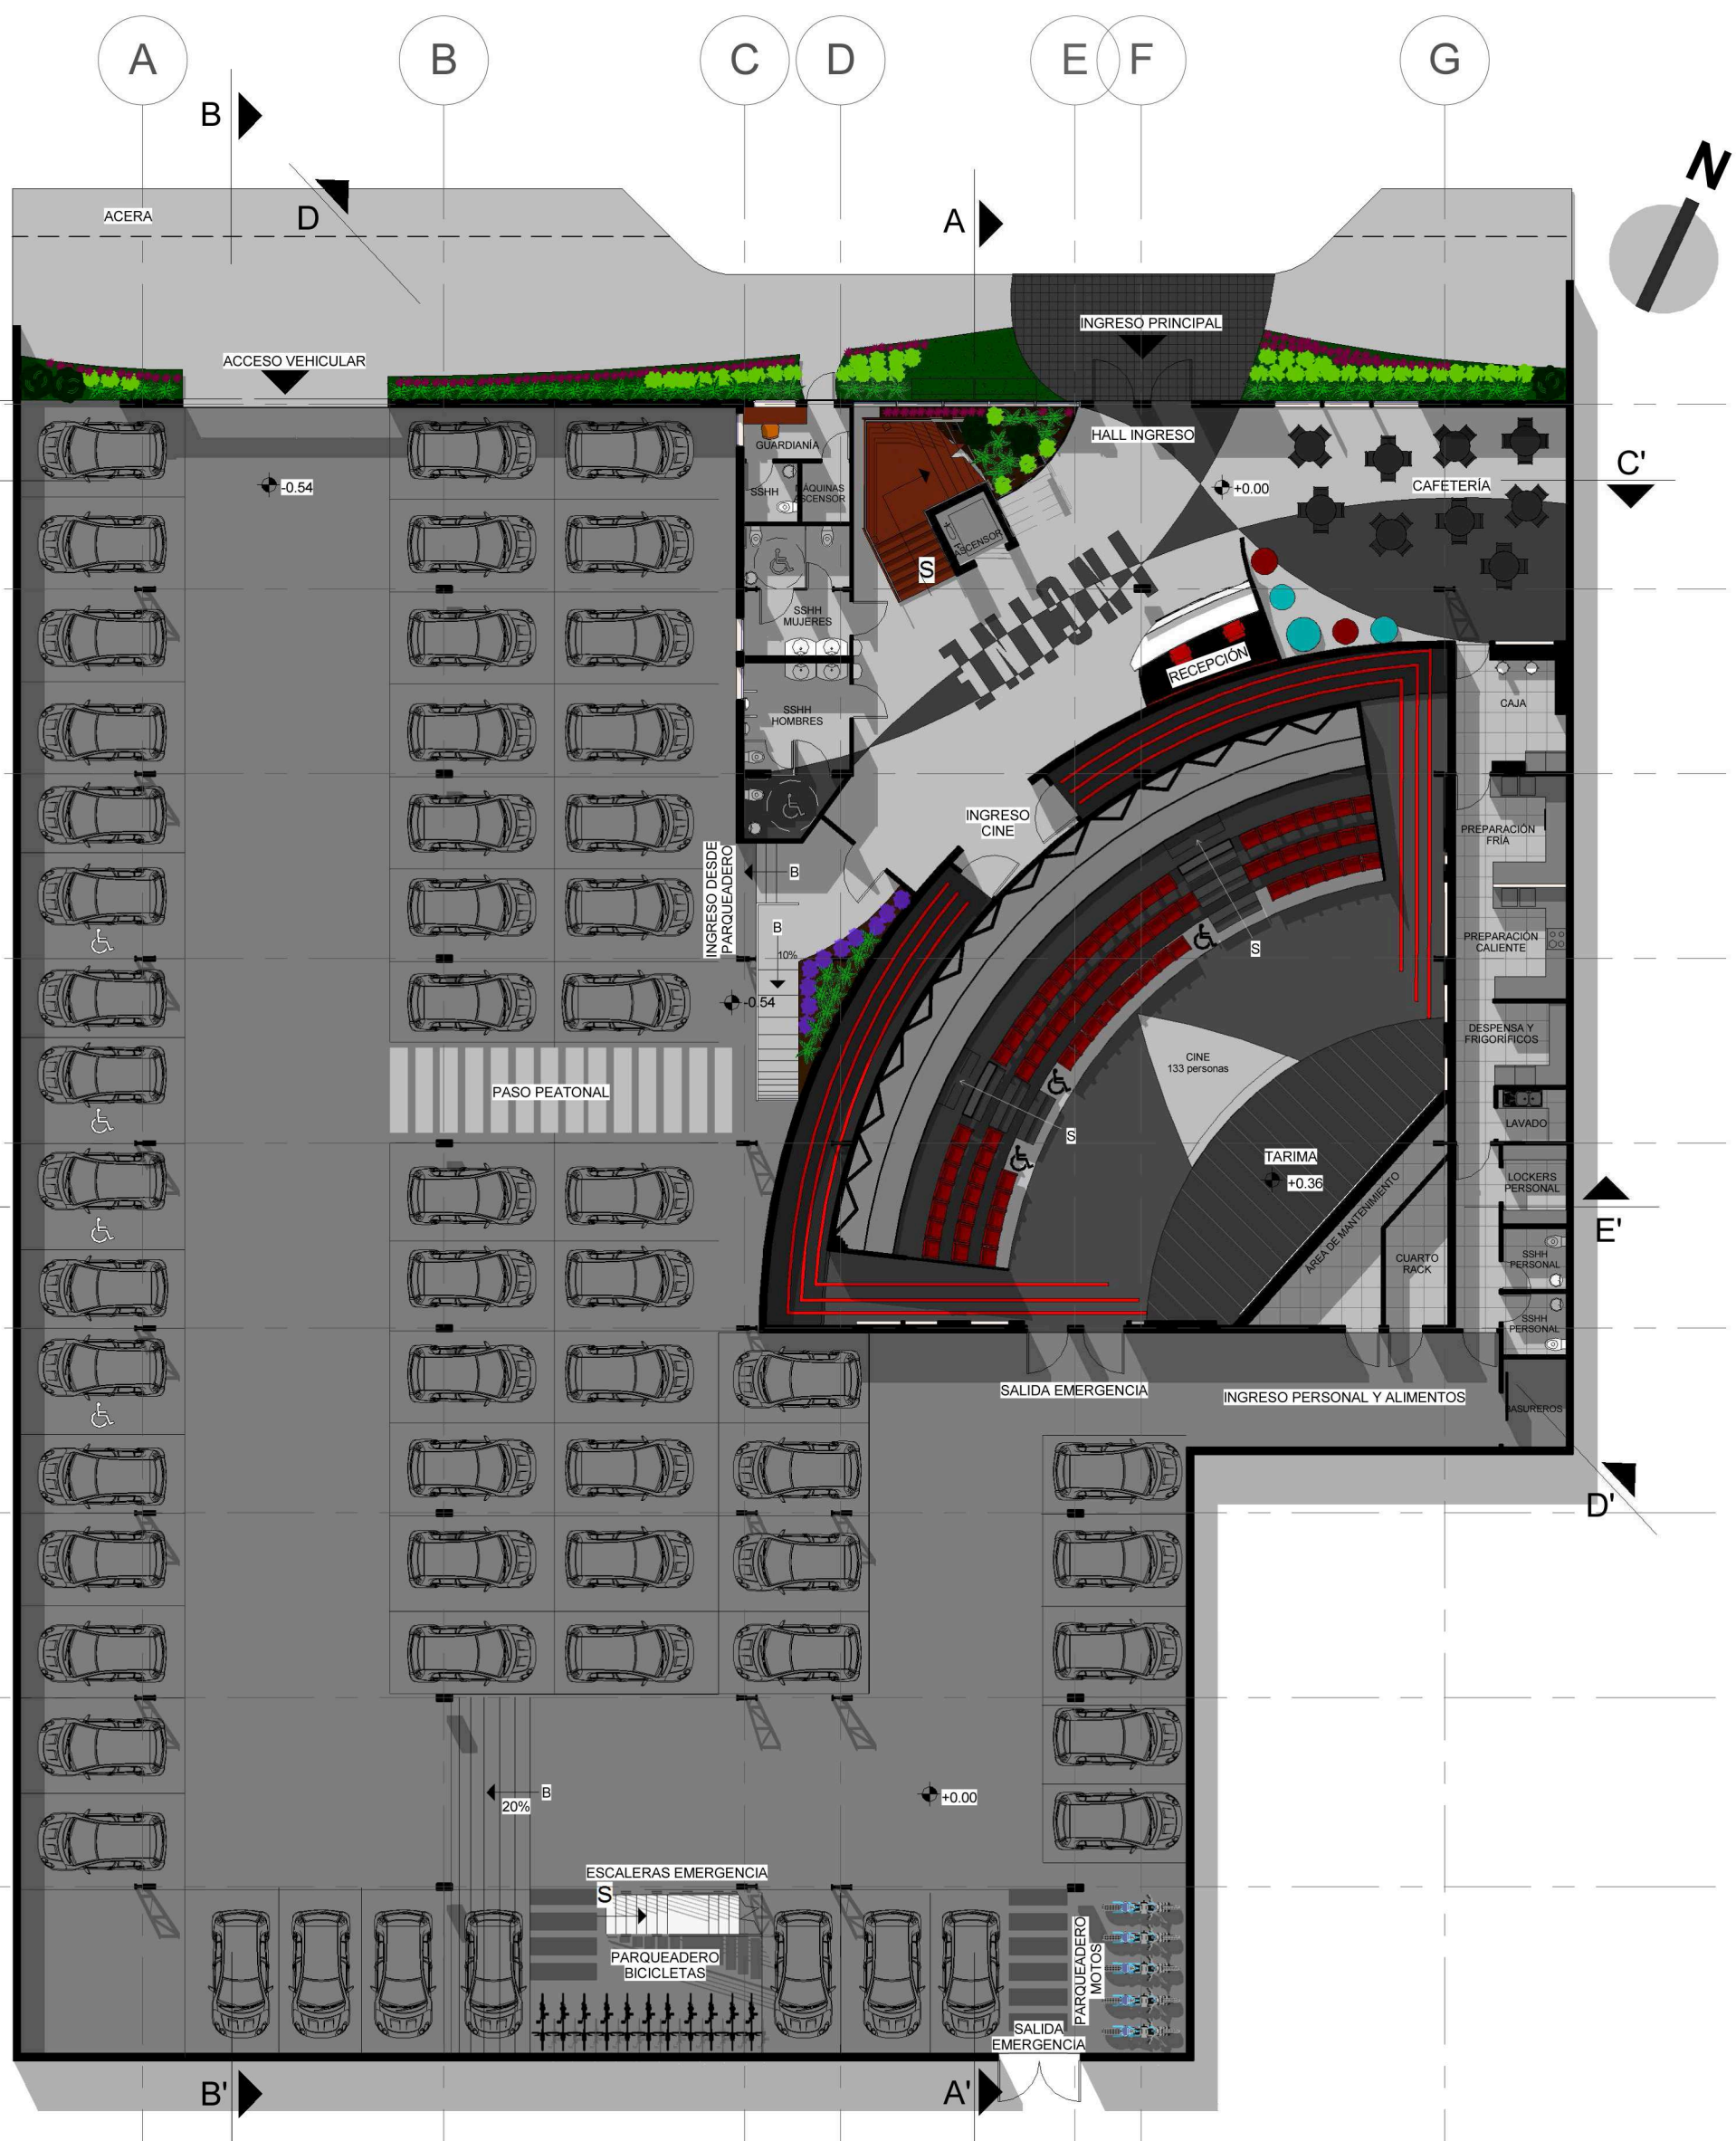 A
B
C
D
E
F
G
B
N
D
A
ACERA
INGRESO PRINCIPAL
ACCESO VEHICULAR
HALL INGRESO
GUARDIANÍA
C'
-0.54
SSHH
MÁQUINAS
ASCENSOR
+0.00
CAFETERÍA
ASCENSOR
S
SSHH
MUJERES
RECEPCIÓN
SSHH
HOMBRES
CAJA
INGRESO
CINE
PREPARACIÓN
FRÍA
INGRESO DESDE
PARQUEADERO
B
B
10%
S
PREPARACIÓN
CALIENTE
-0.54
DESPENSA Y
FRIGORÍFICOS
CINE
133 personas
PASO PEATONAL
LAVADO
S
TARIMA
+0.36
LOCKERS
PERSONAL
E'
ÁREA DE MANTENIMIENTO
CUARTO
RACK
SSHH
PERSONAL
SSHH
PERSONAL
SALIDA EMERGENCIA
INGRESO PERSONAL Y ALIMENTOS
BASUREROS
D'
B
20%
+0.00
ESCALERAS EMERGENCIA
S
PARQUEADERO
BICICLETAS
PARQUEADERO
MOTOS
SALIDA
EMERGENCIA
B'
A'